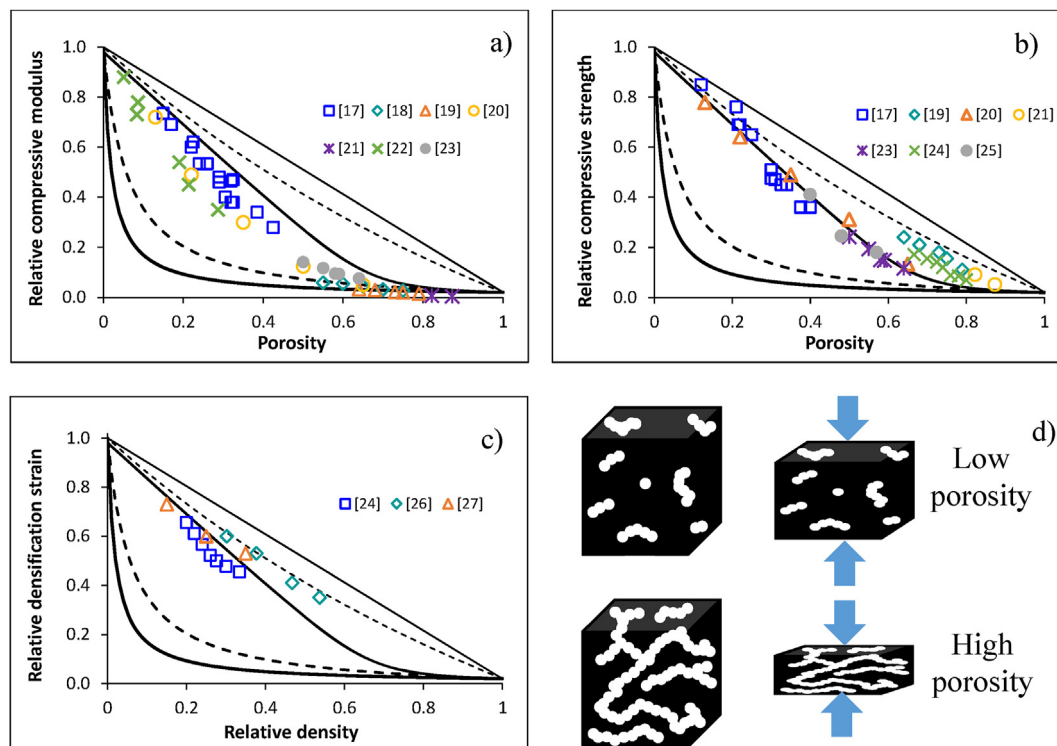 a)
Relative compressive modulus
1.0
0.8
0.6
0.4
0.2
0.0
0 0.2 0.4 0.6 0.8 1
Porosity
[17] [18] [19] [20]
[21] [22] [23]
b)
Relative compressive strength
1.0
0.8
0.6
0.4
0.2
0.0
0 0.2 0.4 0.6 0.8 1
Porosity
[17] [19] [20] [21]
[23] [24] [25]
c)
Relative densification strain
1.0
0.8
0.6
0.4
0.2
0.0
0 0.2 0.4 0.6 0.8 1
Relative density
[24] [26] [27]
d)
Low
porosity
High
porosity